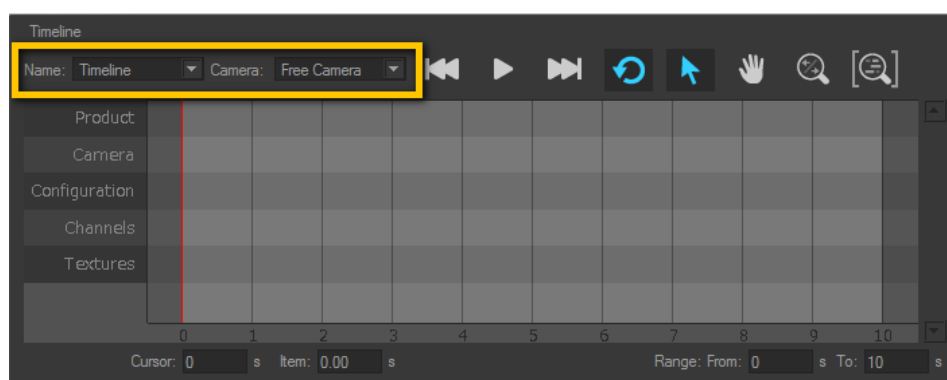 Timeline
Name: Timeline Camera: Free Camera
Product
Camera
Configuration
Channels
Textures
0 1 2 3 4 5 6 7 8 9 10
Cursor: 0 s Item: 0.00 s Range: From: 0 s To: 10 s